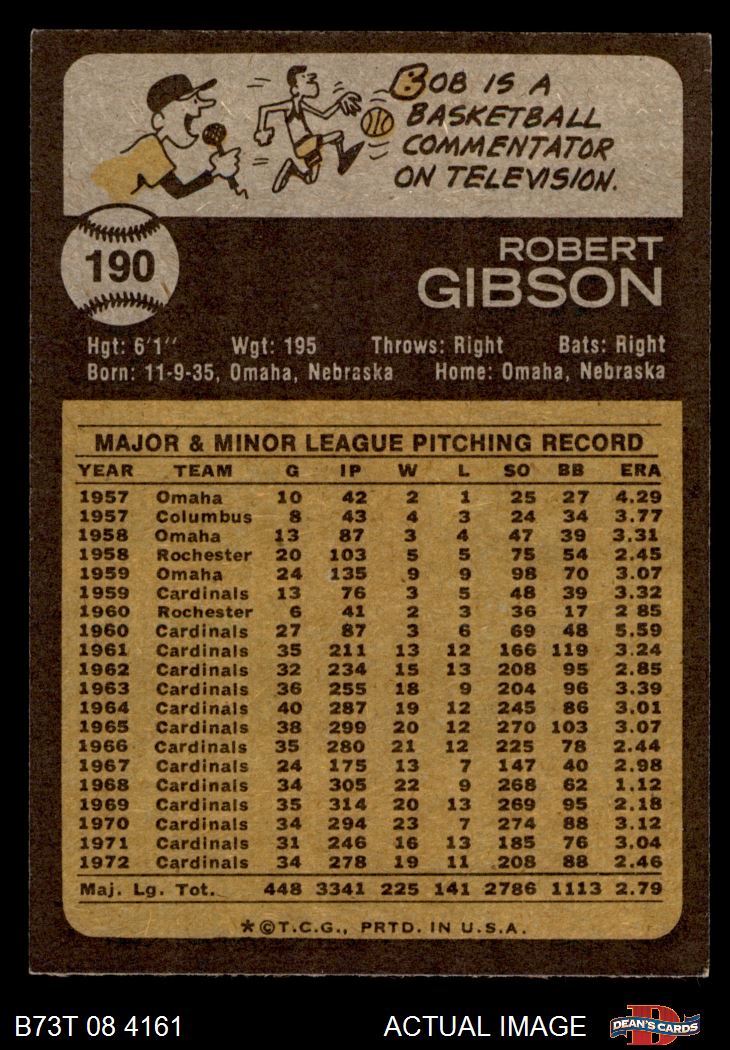 BOB IS A
BASKETBALL
COMMENTATOR
ON TELEVISION.
190
ROBERT
GIBSON
Hgt: 6'1" Wgt: 195 Throws: Right Bats: Right
Born: 11-9-35, Omaha, Nebraska Home: Omaha, Nebraska
MAJOR & MINOR LEAGUE PITCHING RECORD
YEAR TEAM G IP W L SO BB ERA
1957 Omaha 10 42 2 1 25 27 4.29
1957 Columbus 8 43 4 3 24 34 3.77
1958 Omaha 13 87 3 4 47 39 3.31
1958 Rochester 20 103 5 5 75 54 2.45
1959 Omaha 24 135 9 9 98 70 3.07
1959 Cardinals 13 76 3 5 48 39 3.32
1960 Rochester 6 41 2 3 36 17 2 85
1960 Cardinals 27 87 3 6 69 48 5.59
1961 Cardinals 35 211 13 12 166 119 3.24
1962 Cardinals 32 234 15 13 208 95 2.85
1963 Cardinals 36 255 18 9 204 96 3.39
1964 Cardinals 40 287 19 12 245 86 3.01
1965 Cardinals 38 299 20 12 270 103 3.07
1966 Cardinals 35 280 21 12 225 78 2.44
1967 Cardinals 24 175 13 7 147 40 2.98
1968 Cardinals 34 305 22 9 268 62 1.12
1969 Cardinals 35 314 20 13 269 95 2.18
1970 Cardinals 34 294 23 7 274 88 3.12
1971 Cardinals 31 246 16 13 185 76 3.04
1972 Cardinals 34 278 19 11 208 88 2.46
Maj. Lg. Tot. 448 3341 225 141 2786 1113 2.79
*©T.C.G., PRTD. IN U.S.A.
B73T 08 4161 ACTUAL IMAGE D DEAN'S CARDS